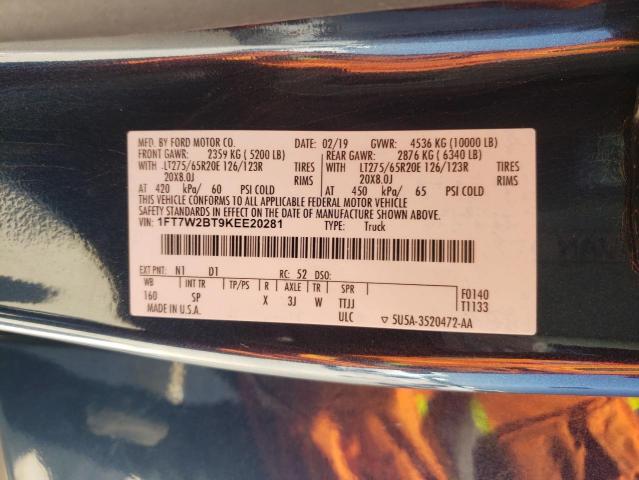 MFD. BY FORD MOTOR CO. 02/19 GVWR: 4536 KG (10000 LB)
FRONT GAWR: 2359 KG ( 5200 LB) REAR GAWR: 2876 KG ( 6340 LB)
WITH .LT275/65R20E 126/123R TIRES WITH LT275/65R20E 126/123R TIRES
20X8.0J RIMS 20X8.0J RIMS
AT 420 kPa/ 60 PSI COLD AT 450 kPa/ 65 PSI COLD
THIS VEHICLE CONFORMS TO ALL APPLICABLE FEDERAL MOTOR VEHICLE
SAFETY STANDARDS IN EFFECT ON THE DATE OF MANUFACTURE SHOWN ABOVE.
VIN: 1FT7W2BT9KEE20281 TYPE: Truck
EXT PNT: N1 D1 RC: 52 DSO:
WB INT TR TP/PS R AXLE TR SPR F0140
160 SP X 3J W TTJJ T1133
MADE IN U.S.A. ULC ▽ 5U5A-3520472-AA